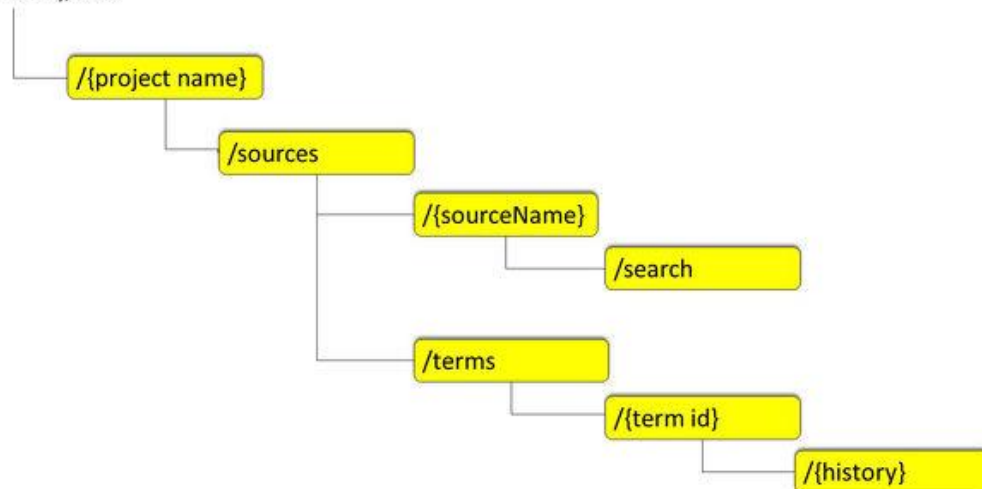 /{project name}
/sources
/{sourceName}
/search
/terms
/{term id}
/{history}